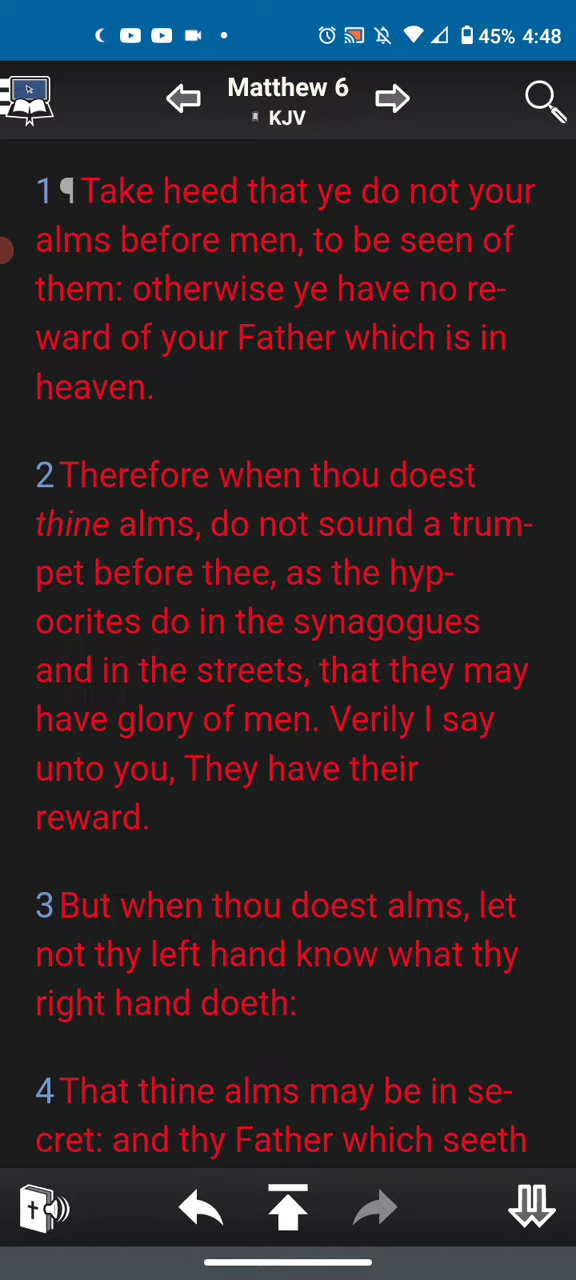 45% 4:48
Matthew 6
KJV
1 ¶ Take heed that ye do not your
alms before men, to be seen of
them: otherwise ye have no re-
ward of your Father which is in
heaven.
2 Therefore when thou doest
thine alms, do not sound a trum-
pet before thee, as the hyp-
ocrites do in the synagogues
and in the streets, that they may
have glory of men. Verily I say
unto you, They have their
reward.
3 But when thou doest alms, let
not thy left hand know what thy
right hand doeth:
4 That thine alms may be in se-
cret: and thy Father which seeth